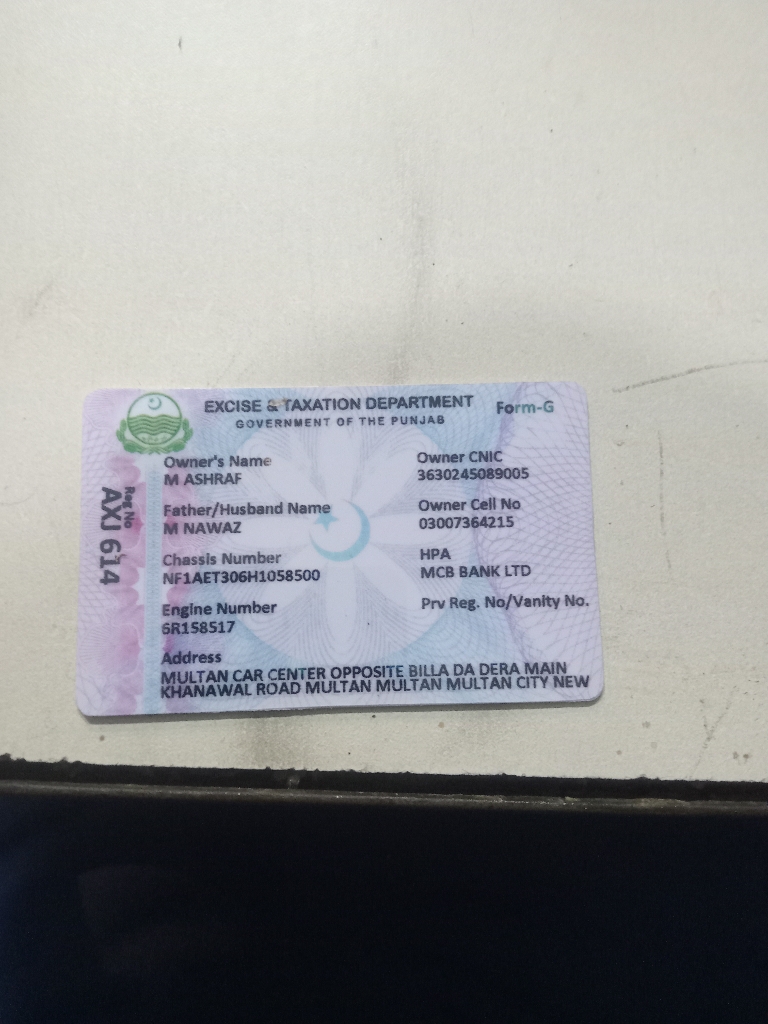 EXCISE & TAXATION DEPARTMENT
GOVERNMENT OF THE PUNJAB
Form-G
Reg No
AXJ 614
Owner's Name
M ASHRAF
Owner CNIC
3630245089005
Father/Husband Name
M NAWAZ
Owner Cell No
03007364215
Chassis Number
NF1AET306H1058500
HPA
MCB BANK LTD
Engine Number
6R158517
Prv Reg. No/Vanity No.
Address
MULTAN CAR CENTER OPPOSITE BILLA DA DERA MAIN
KHANAWAL ROAD MULTAN MULTAN MULTAN CITY NEW